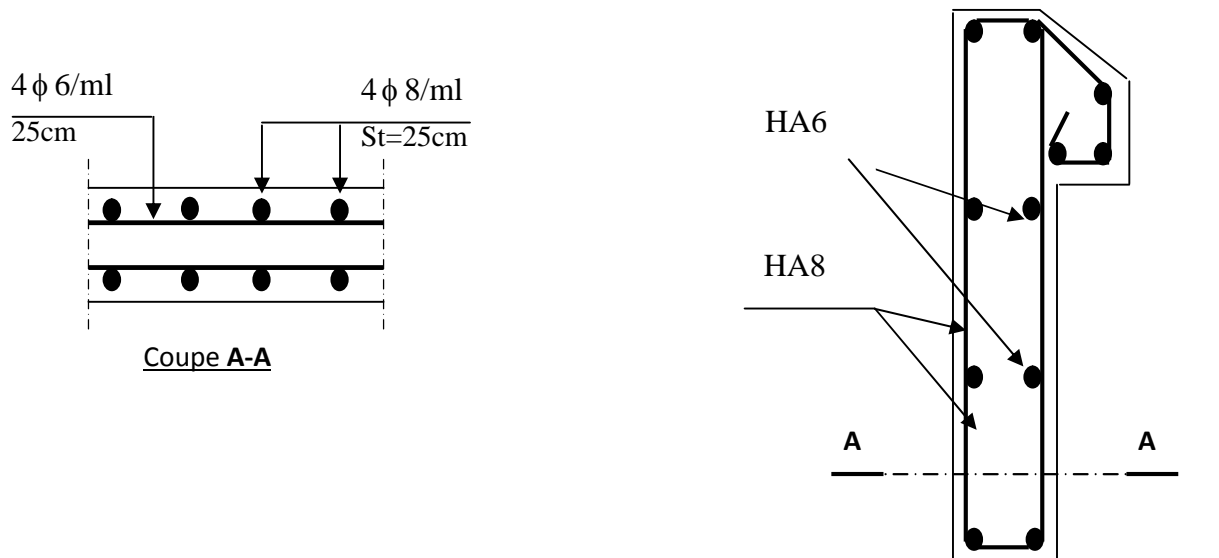 4 ϕ 6/ml
25cm
4 ϕ 8/ml
St=25cm
Coupe A-A
HA6
HA8
A
A